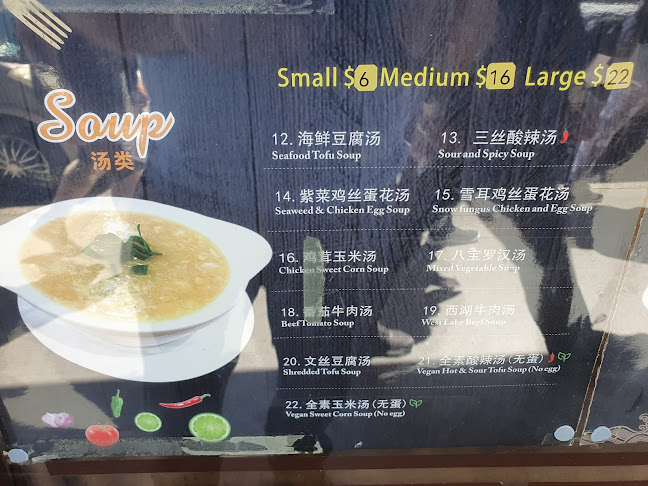 Soup
汤类
Small $6 Medium $16 Large $22
12. 海鲜豆腐汤
Seafood Tofu Soup
13. 三丝酸辣汤
Sour and Spicy Soup
14. 紫菜鸡丝蛋花汤
Seaweed & Chicken Egg Soup
15. 雪耳鸡丝蛋花汤
Snow fungus Chicken and Egg Soup
16. 鸡茸玉米汤
Chicken Sweet Corn Soup
17. 八宝罗汉汤
Mixed Vegetable Soup
18. 番茄牛肉汤
Beef Tomato Soup
19. 西湖牛肉汤
West Lake Beef Soup
20. 文丝豆腐汤
Shredded Tofu Soup
21. 全素酸辣汤(无蛋)
Vegan Hot & Sour Tofu Soup (No egg)
22. 全素玉米汤(无蛋)
Vegan Sweet Corn Soup (No egg)